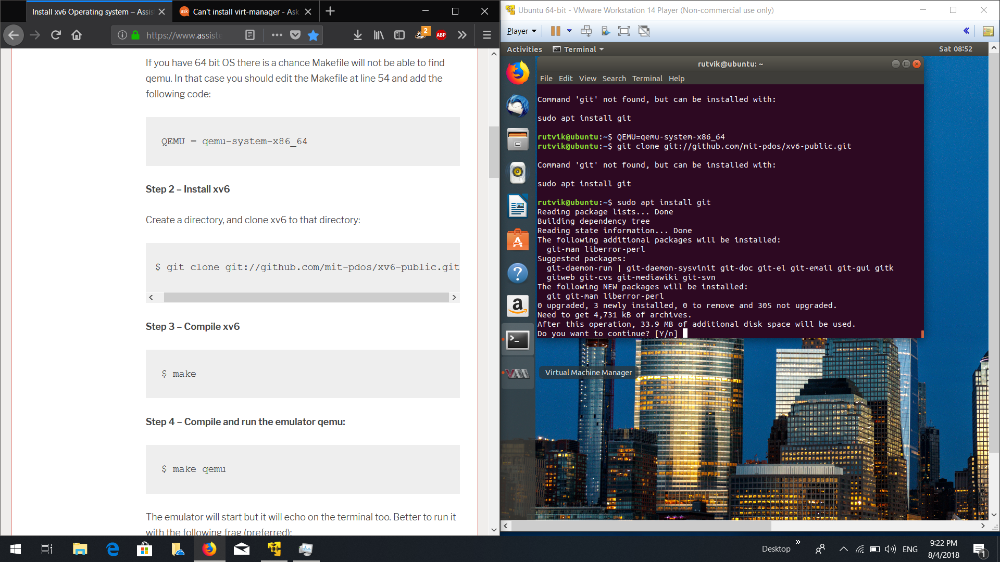 Install xv6 Operating system – Assis
Can't install virt-manager - Ask
https://www.assiste
2
ABP
If you have 64 bit OS there is a chance Makefile will not be able to find
qemu. In that case you should edit the Makefile at line 54 and add the
following code:
QEMU = qemu-system-x86_64
Step 2 – Install xv6
Create a directory, and clone xv6 to that directory:
$ git clone git://github.com/mit-pdos/xv6-public.git
Step 3 – Compile xv6
$ make
Step 4 – Compile and run the emulator qemu:
$ make qemu
The emulator will start but it will echo on the terminal too. Better to run it
with the following frag (preferred):
Ubuntu 64-bit - VMware Workstation 14 Player (Non-commercial use only)
Player
Activities
Terminal
Sat 08:52
rutvik@ubuntu: ~
File Edit View Search Terminal Help
Command 'git' not found, but can be installed with:
sudo apt install git
rutvik@ubuntu:~$ QEMU=qemu-system-x86_64
rutvik@ubuntu:~$ git clone git://github.com/mit-pdos/xv6-public.git
Command 'git' not found, but can be installed with:
sudo apt install git
rutvik@ubuntu:~$ sudo apt install git
Reading package lists... Done
Building dependency tree
Reading state information... Done
The following additional packages will be installed:
git-man liberror-perl
Suggested packages:
git-daemon-run | git-daemon-sysvinit git-doc git-el git-email git-gui gitk
gitweb git-cvs git-mediawiki git-svn
The following NEW packages will be installed:
git git-man liberror-perl
0 upgraded, 3 newly installed, 0 to remove and 305 not upgraded.
Need to get 4,731 kB of archives.
After this operation, 33.9 MB of additional disk space will be used.
Do you want to continue? [Y/n]
Virtual Machine Manager
Desktop
ENG
9:22 PM
8/4/2018
1